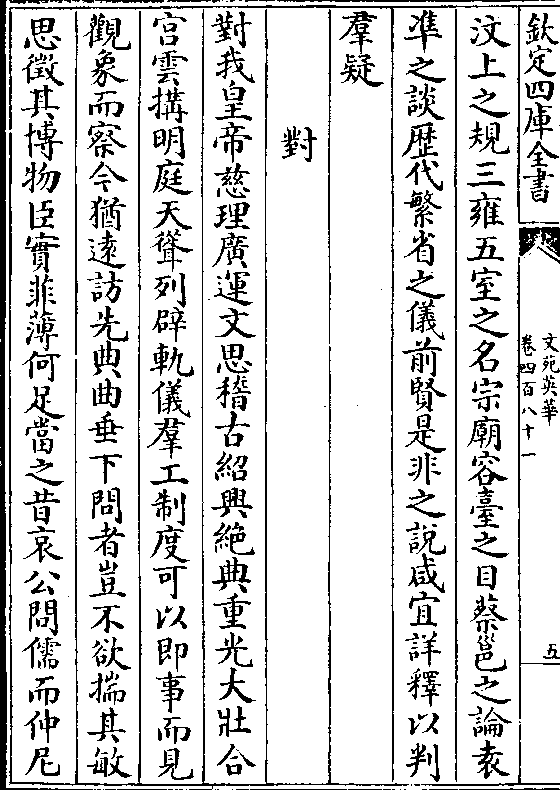 欽定四庫全書
文苑英華
卷四百八十一
五
汶上之規三雍五室之名宗廟容臺之目蔡邕之論袁
準之談歴代繁省之儀前賢是非之說咸宜詳釋以判
羣疑
對
對我皇帝慈理廣運文思稽古紹興絶典重光大壯合
宫雲搆明庭天聳列辟軌儀羣工制度可以即事而見
觀象而察今猶逺訪先典曲垂下問者豈不欲揣其敏
思徵其博物臣實菲薄何足當之昔哀公問儒而仲尼